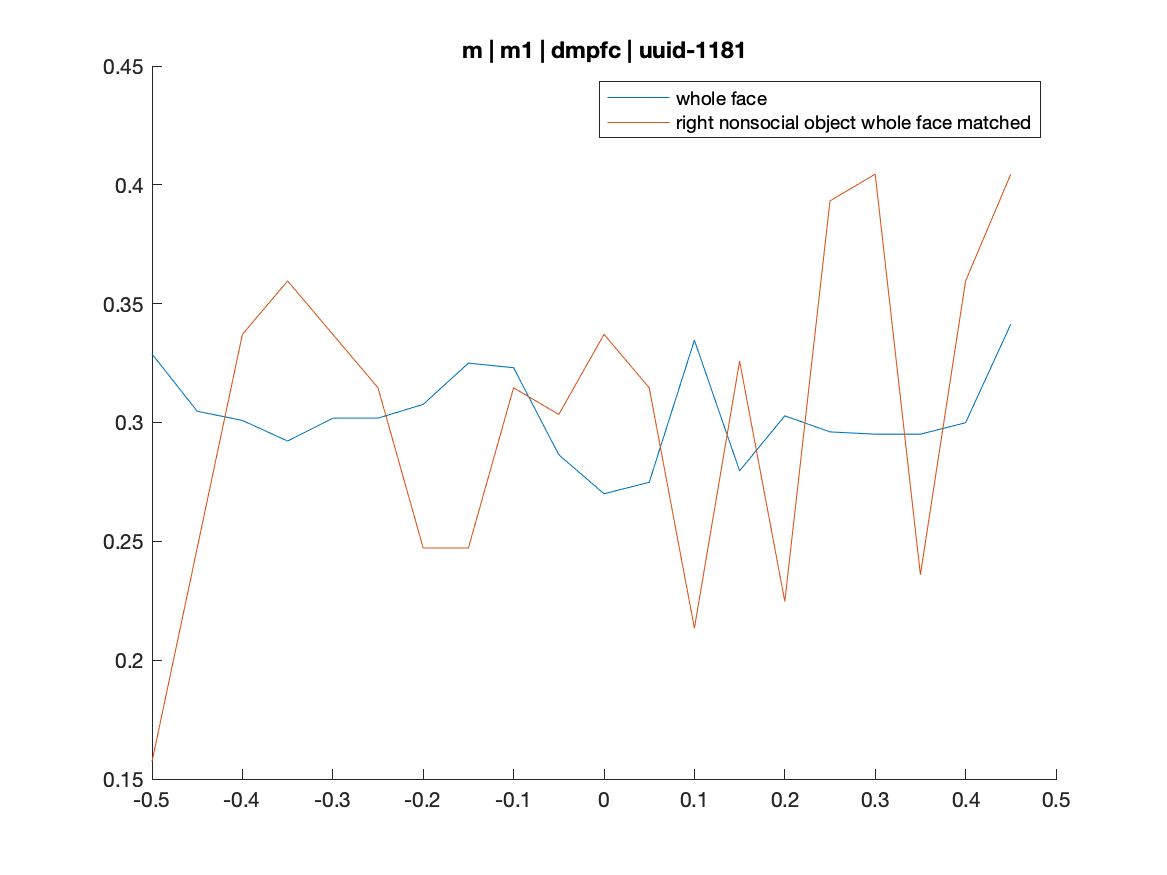 m | m1 | dmpfc | uuid-1181
0.45
whole face
right nonsocial object whole face matched
0.4
0.35
0.3
0.25
0.2
0.15
-0.5 -0.4 -0.3 -0.2 -0.1 0 0.1 0.2 0.3 0.4 0.5